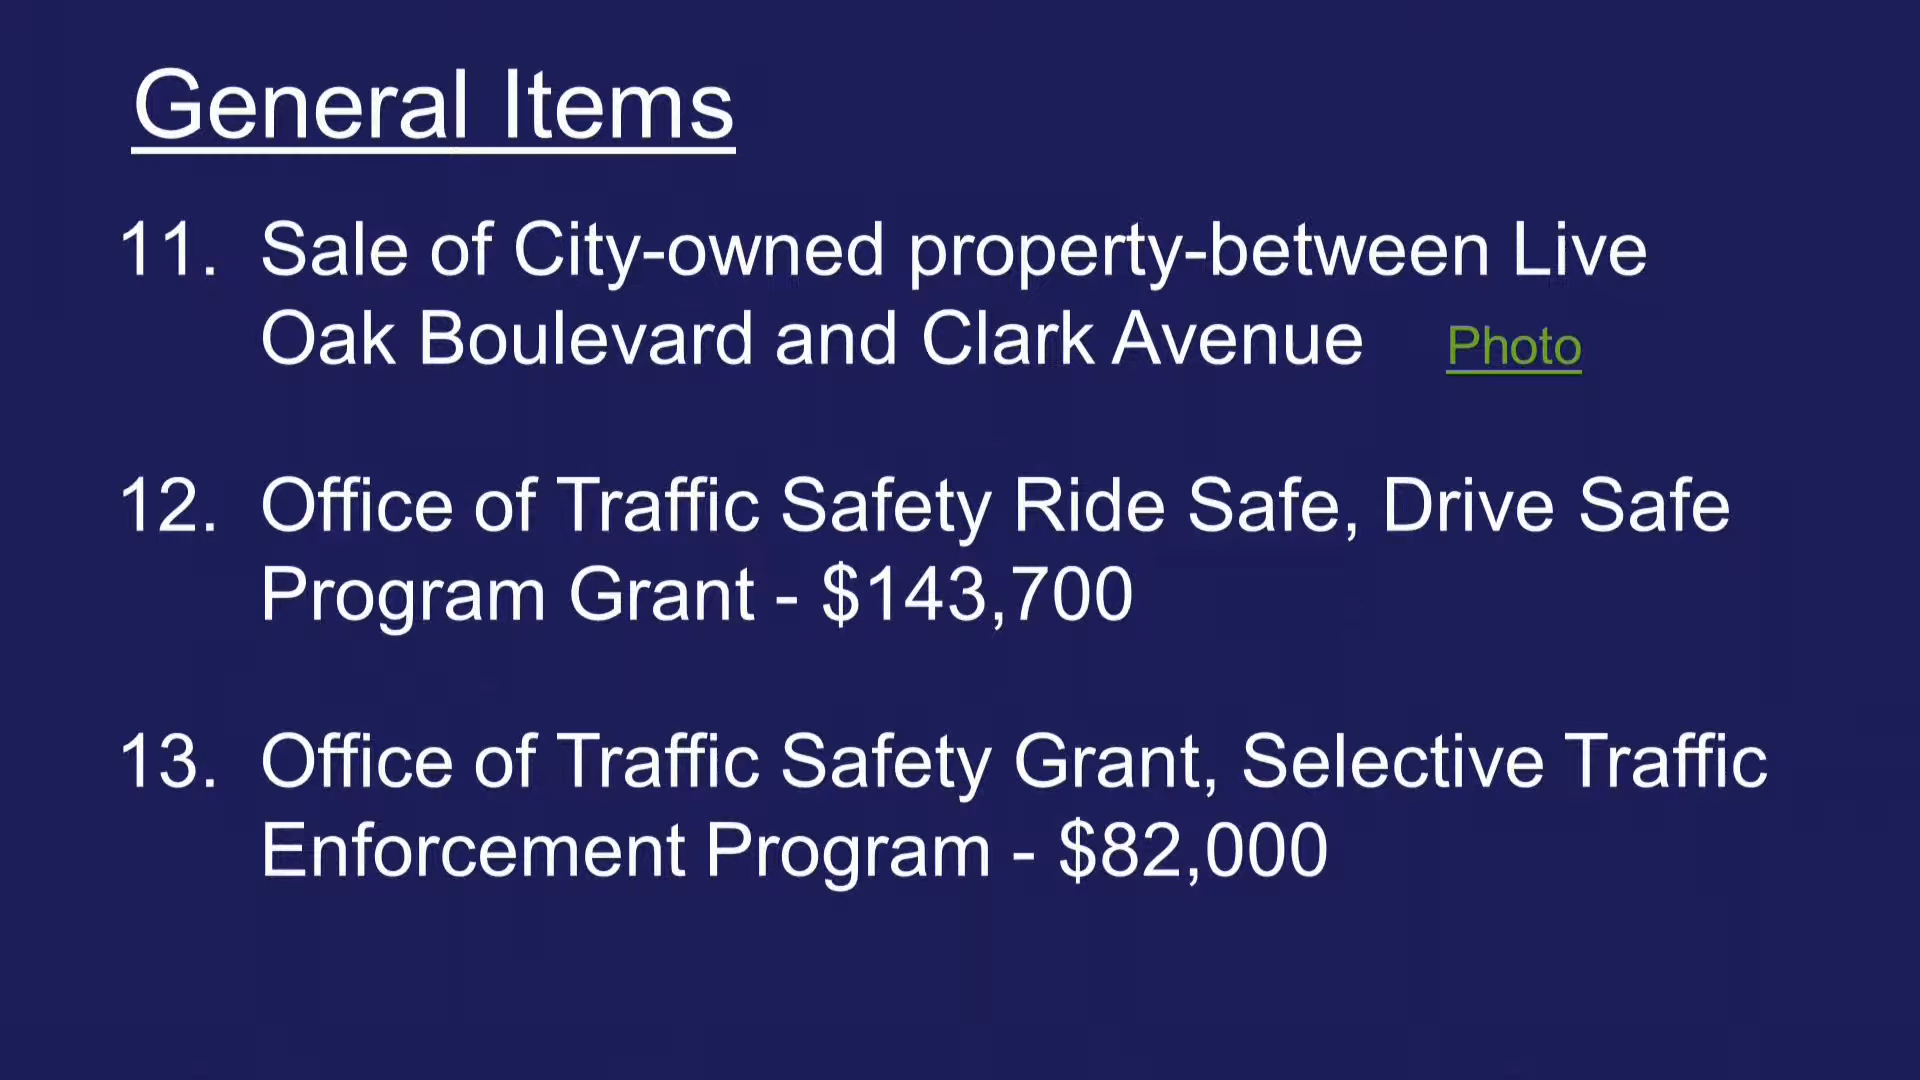 General Items
11. Sale of City-owned property-between Live
Oak Boulevard and Clark Avenue Photo
12. Office of Traffic Safety Ride Safe, Drive Safe
Program Grant - $143,700
13. Office of Traffic Safety Grant, Selective Traffic
Enforcement Program - $82,000